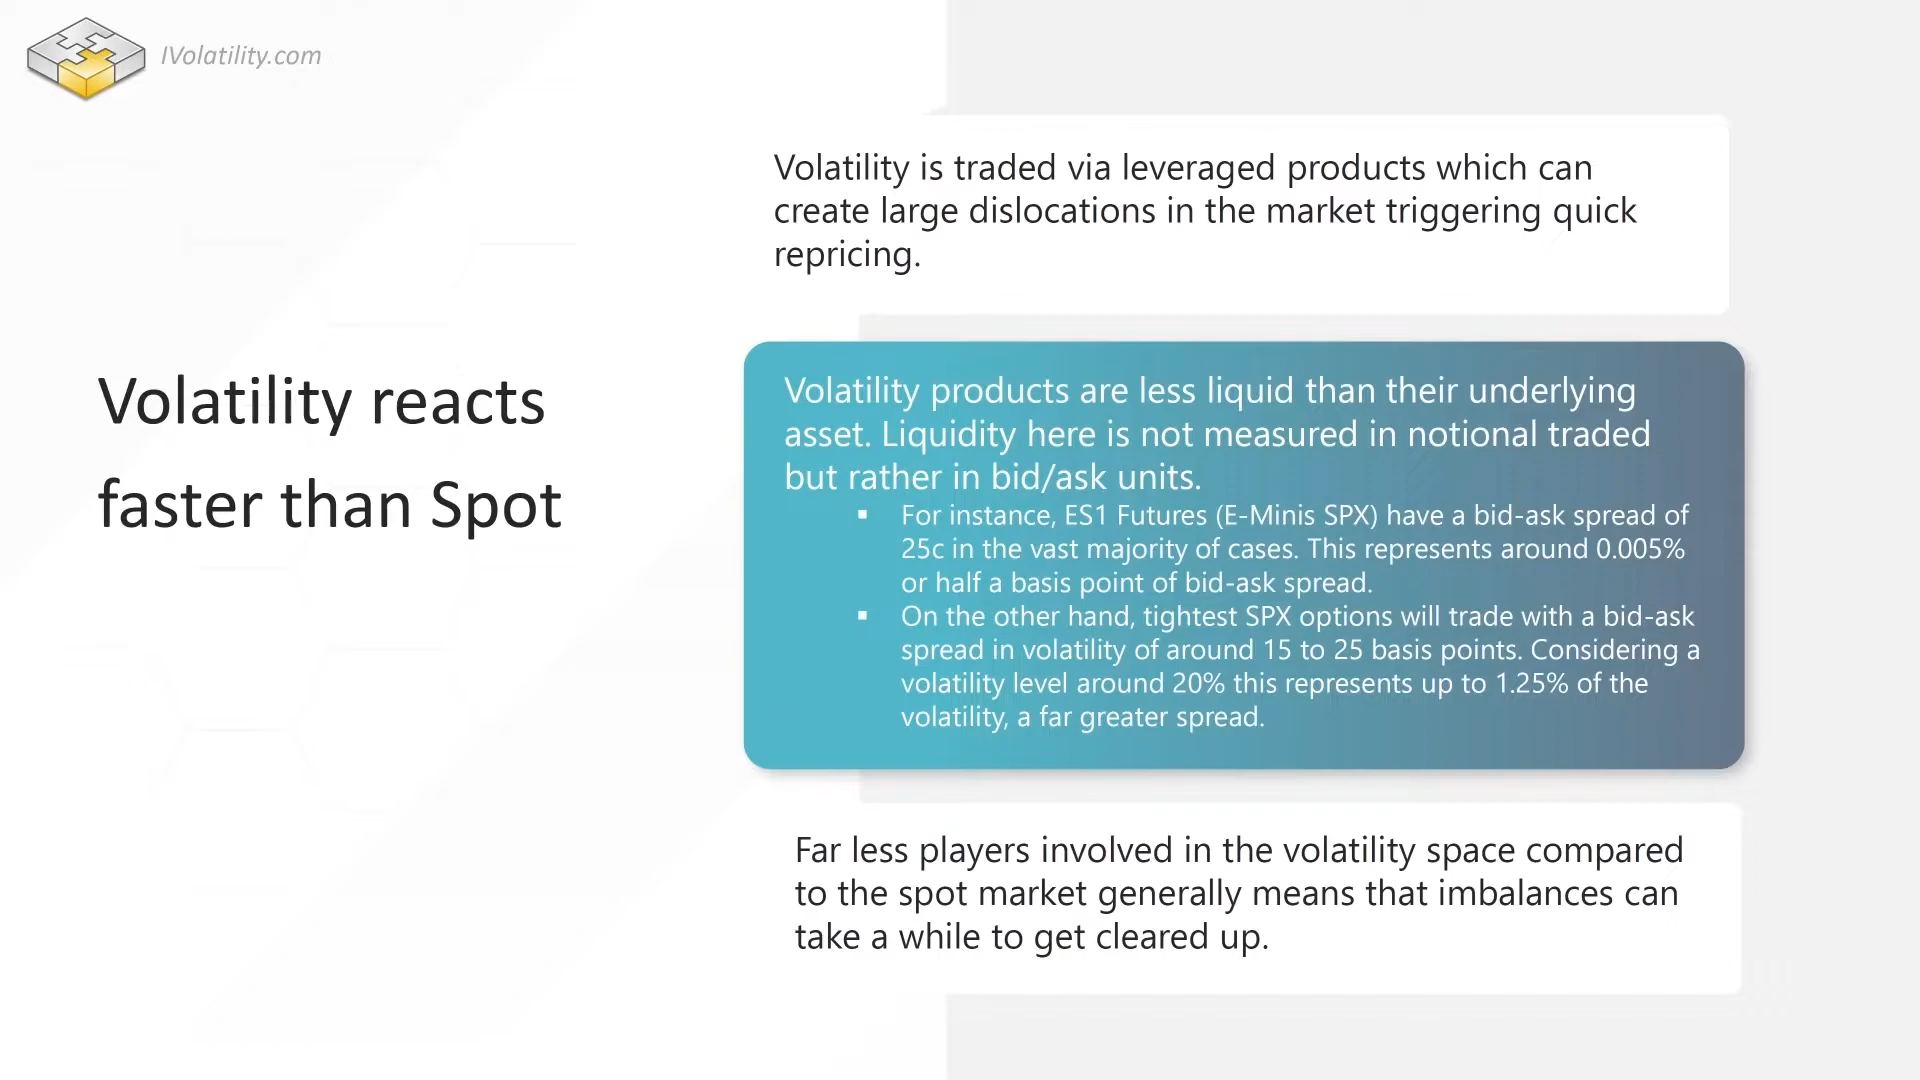 IVolatility.com
Volatility reacts
faster than Spot
Volatility is traded via leveraged products which can
create large dislocations in the market triggering quick
repricing.
Volatility products are less liquid than their underlying
asset. Liquidity here is not measured in notional traded
but rather in bid/ask units.
▪ For instance, ES1 Futures (E-Minis SPX) have a bid-ask spread of
25c in the vast majority of cases. This represents around 0.005%
or half a basis point of bid-ask spread.
▪ On the other hand, tightest SPX options will trade with a bid-ask
spread in volatility of around 15 to 25 basis points. Considering a
volatility level around 20% this represents up to 1.25% of the
volatility, a far greater spread.
Far less players involved in the volatility space compared
to the spot market generally means that imbalances can
take a while to get cleared up.